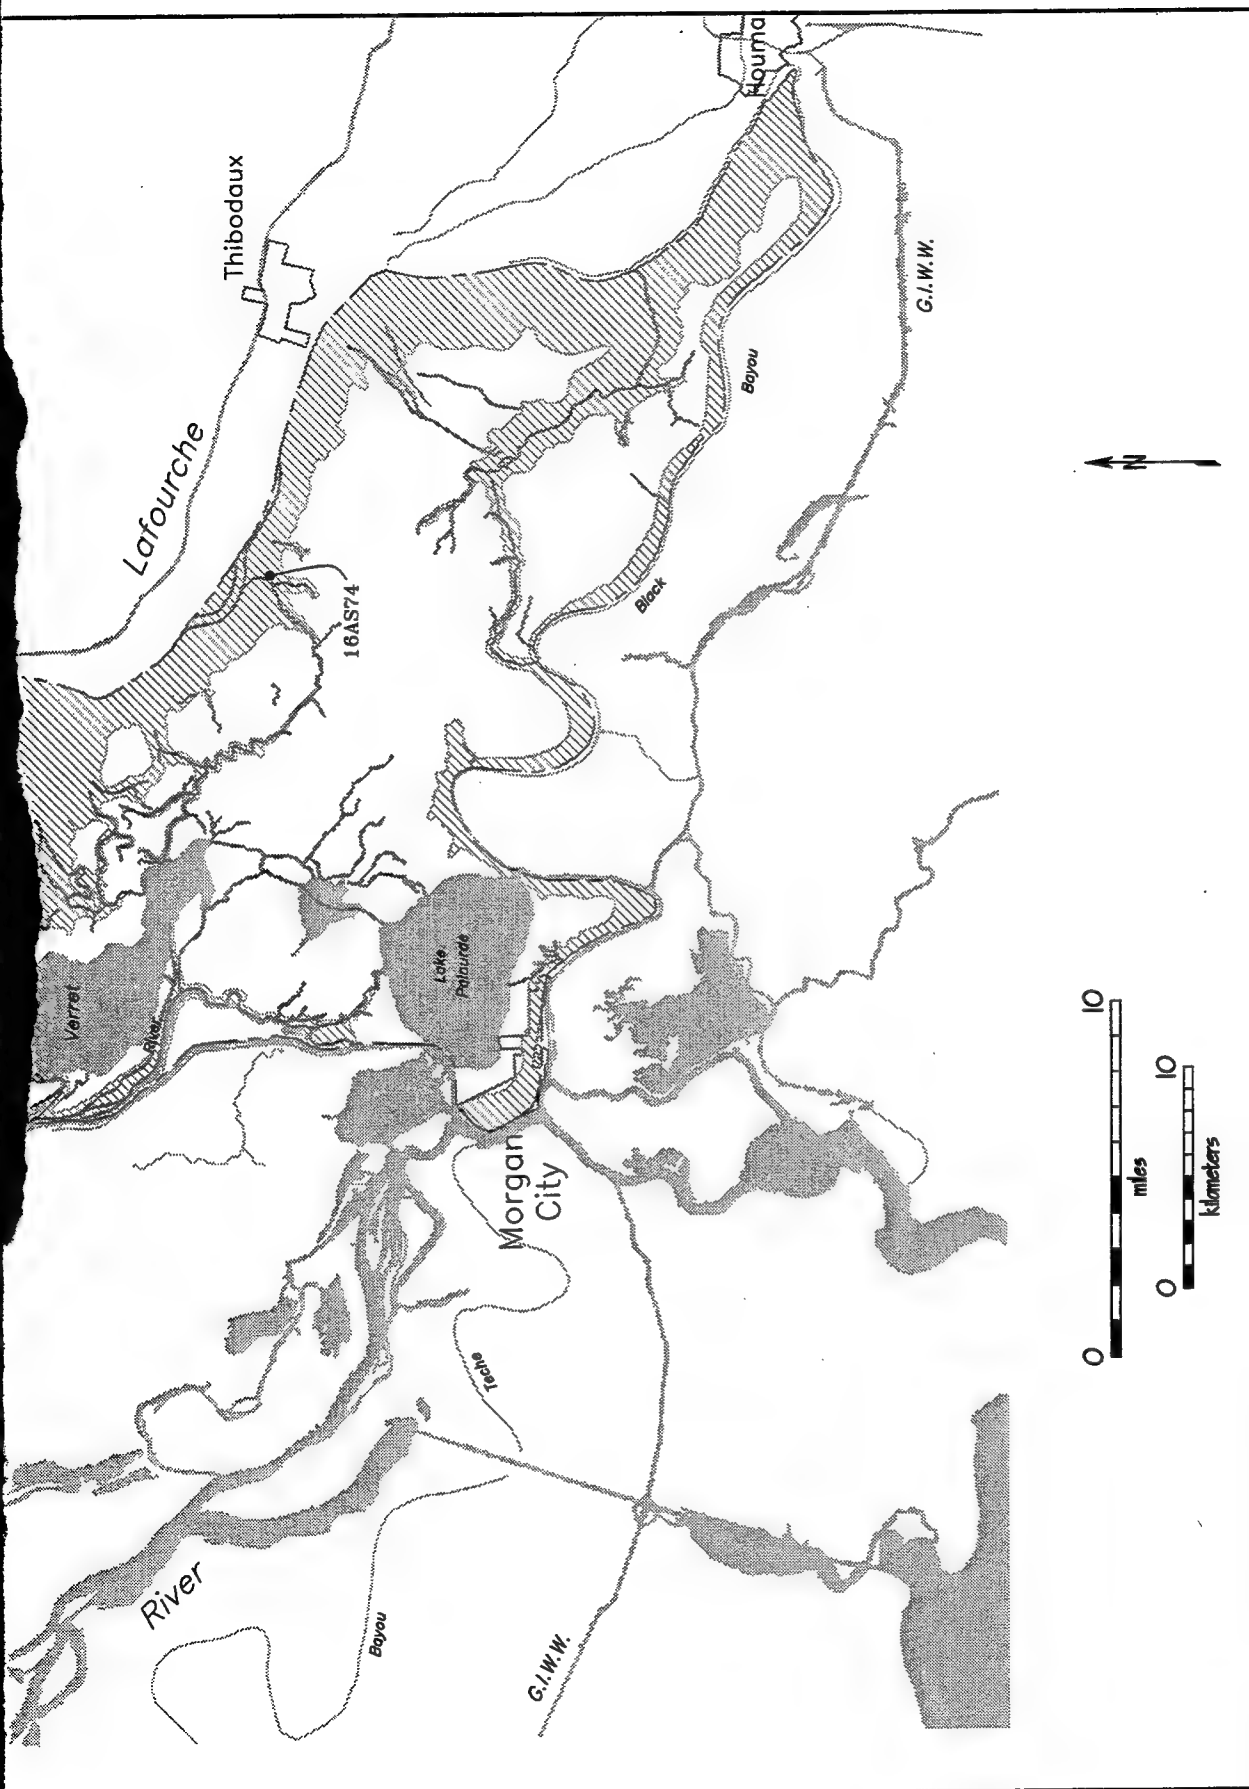 Houma
Thibodaux
Lafourche
G.I.W.W.
Bayou
Black
16AS74
N
Verret
River
Lake
Palourde
Morgan
City
Teche
River
Bayou
G.I.W.W.
0
10
miles
0
10
kilometers